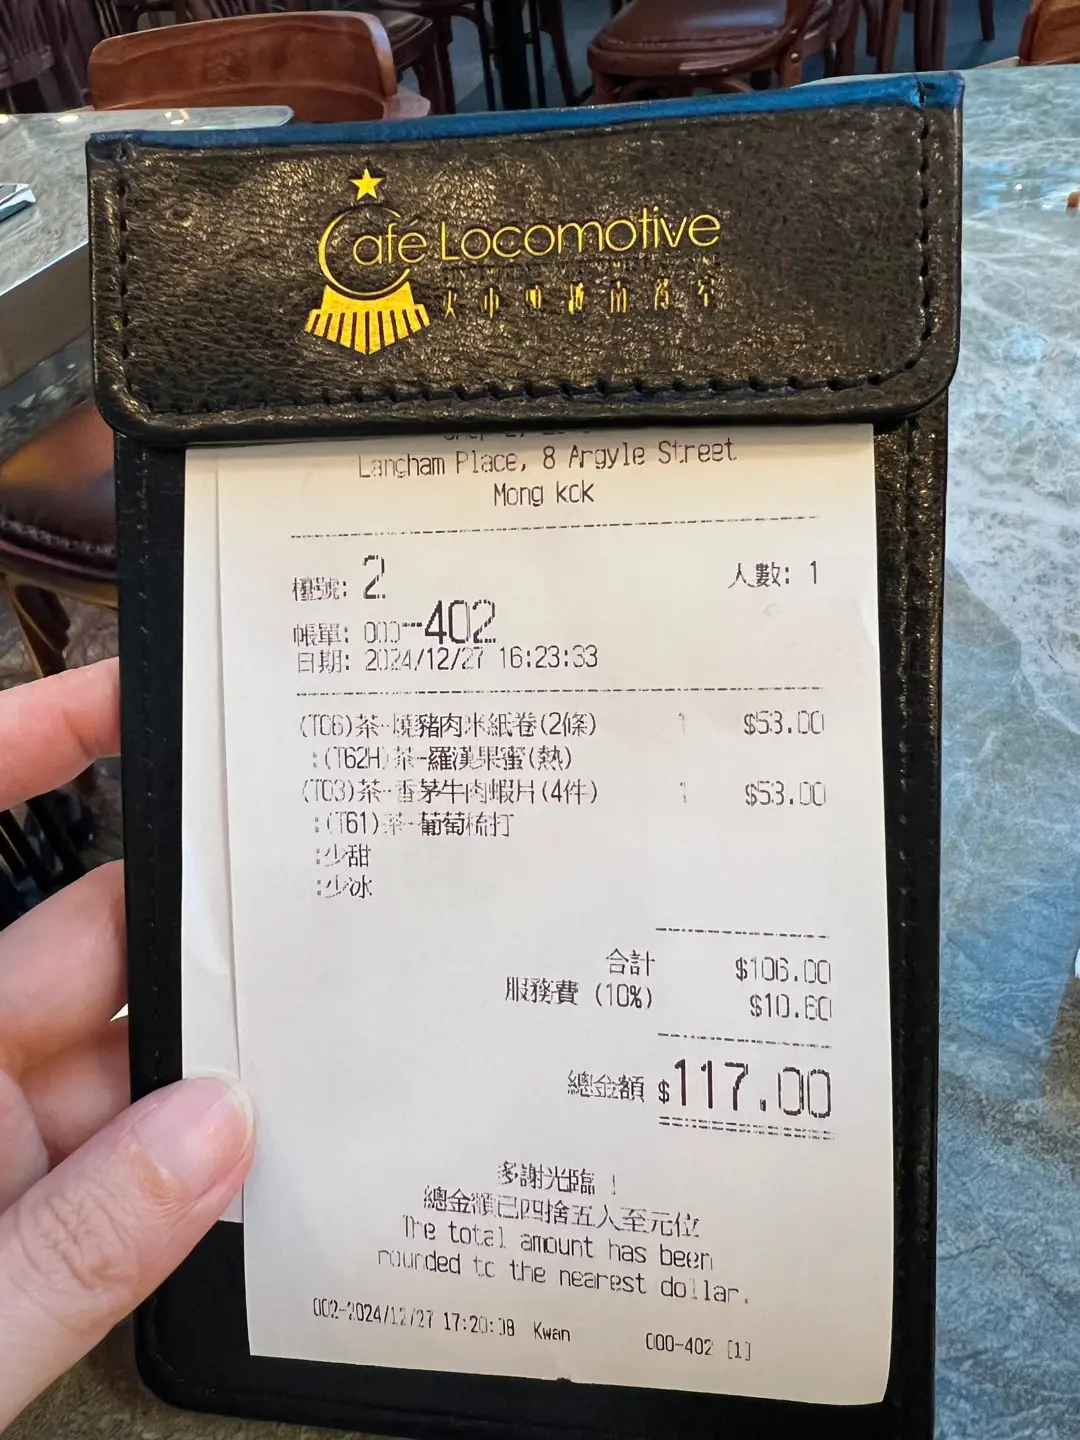 Café Locomotive
Langham Place, 8 Argyle Street
Mong kok
檯號: 2
人數: 1
帳單: 000-402
日期: 2024/12/27 16:23:33
(T06)茶-燒豬肉米紙卷(2條) 1 $53.00
:(T62H)茶-羅漢果蜜(熱)
(T03)茶-香茅牛肉蝦片(4件) 1 $53.00
:(T61)茶-葡萄梳打
:少甜
:少冰
合計 $106.00
服務費 (10%) $10.60
總金額 $117.00
多謝光臨 !
總金額已四捨五入至元位
The total amount has been
rounded to the nearest dollar.
002-2024/12/27 17:20:08 Kwan 000-402 [1]